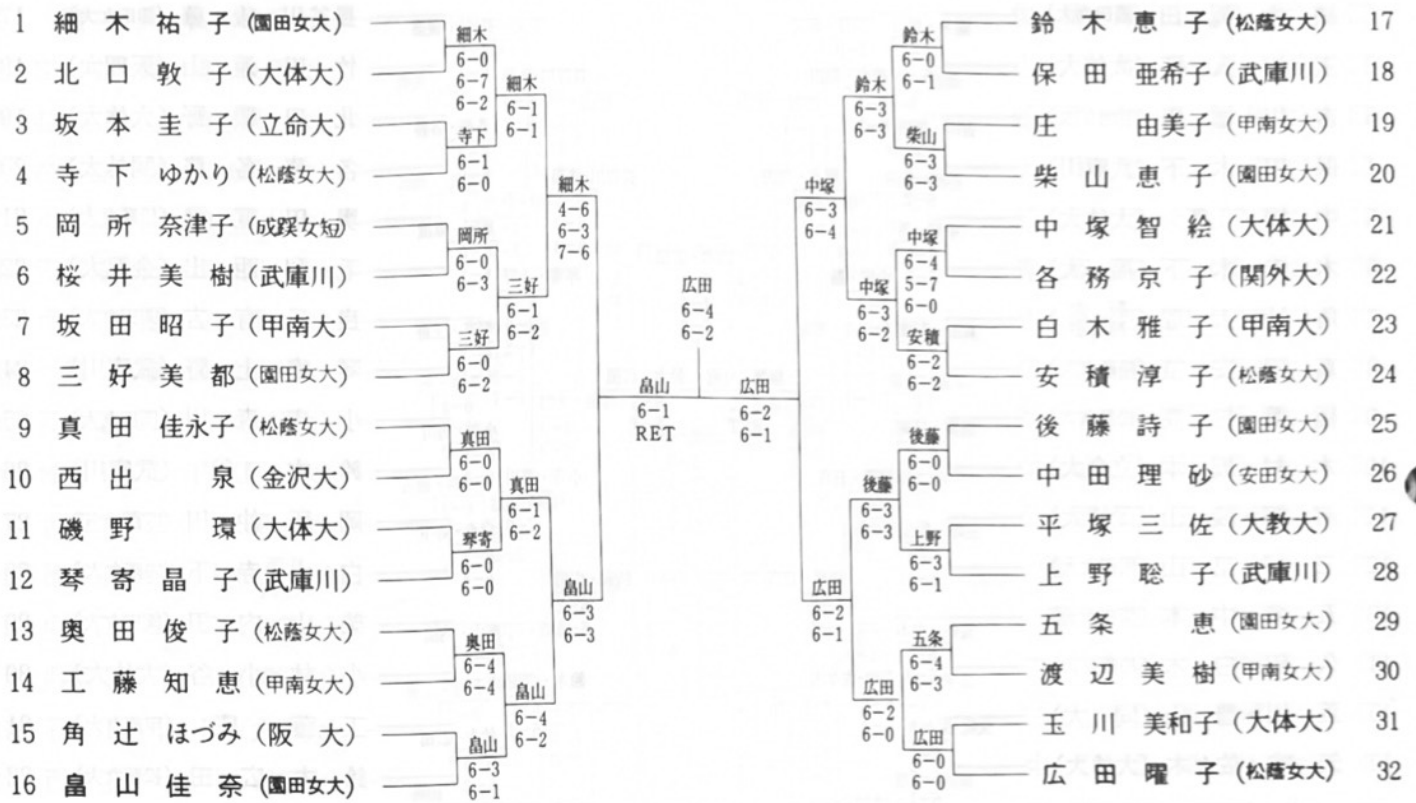 1 細木祐子 (園田女大)
2 北口敦子 (大体大)
3 坂本圭子 (立命大)
4 寺下ゆかり (松蔭女大)
5 岡所奈津子 (成蹊女短)
6 桜井美樹 (武庫川)
7 坂田昭子 (甲南大)
8 三好美都 (園田女大)
9 真田佳永子 (松蔭女大)
10 西出泉 (金沢大)
11 磯野環 (大体大)
12 琴寄晶子 (武庫川)
13 奥田俊子 (松蔭女大)
14 工藤知恵 (甲南女大)
15 角辻ほづみ (阪大)
16 畠山佳奈 (園田女大)
細木
6-0
6-7
6-2
寺下
6-1
6-0
岡所
6-0
6-3
三好
6-0
6-2
真田
6-0
6-0
琴寄
6-0
6-0
奥田
6-4
6-4
畠山
6-3
6-1
細木
6-1
6-1
三好
6-1
6-2
真田
6-1
6-2
畠山
6-4
6-2
細木
4-6
6-3
7-6
畠山
6-3
6-3
畠山
6-1
RET
広田
6-4
6-2
広田
6-2
6-1
中塚
6-3
6-4
広田
6-2
6-1
鈴木
6-3
6-3
中塚
6-3
6-2
後藤
6-3
6-3
広田
6-2
6-0
鈴木
6-0
6-1
柴山
6-3
6-3
中塚
6-4
5-7
6-0
安積
6-2
6-2
後藤
6-0
6-0
上野
6-3
6-1
五条
6-4
6-3
広田
6-0
6-0
鈴木恵子 (松蔭女大) 17
保田亜希子 (武庫川) 18
庄由美子 (甲南女大) 19
柴山恵子 (園田女大) 20
中塚智絵 (大体大) 21
各務京子 (関外大) 22
白木雅子 (甲南大) 23
安積淳子 (松蔭女大) 24
後藤詩子 (園田女大) 25
中田理砂 (安田女大) 26
平塚三佐 (大教大) 27
上野聡子 (武庫川) 28
五条恵 (園田女大) 29
渡辺美樹 (甲南女大) 30
玉川美和子 (大体大) 31
広田曜子 (松蔭女大) 32